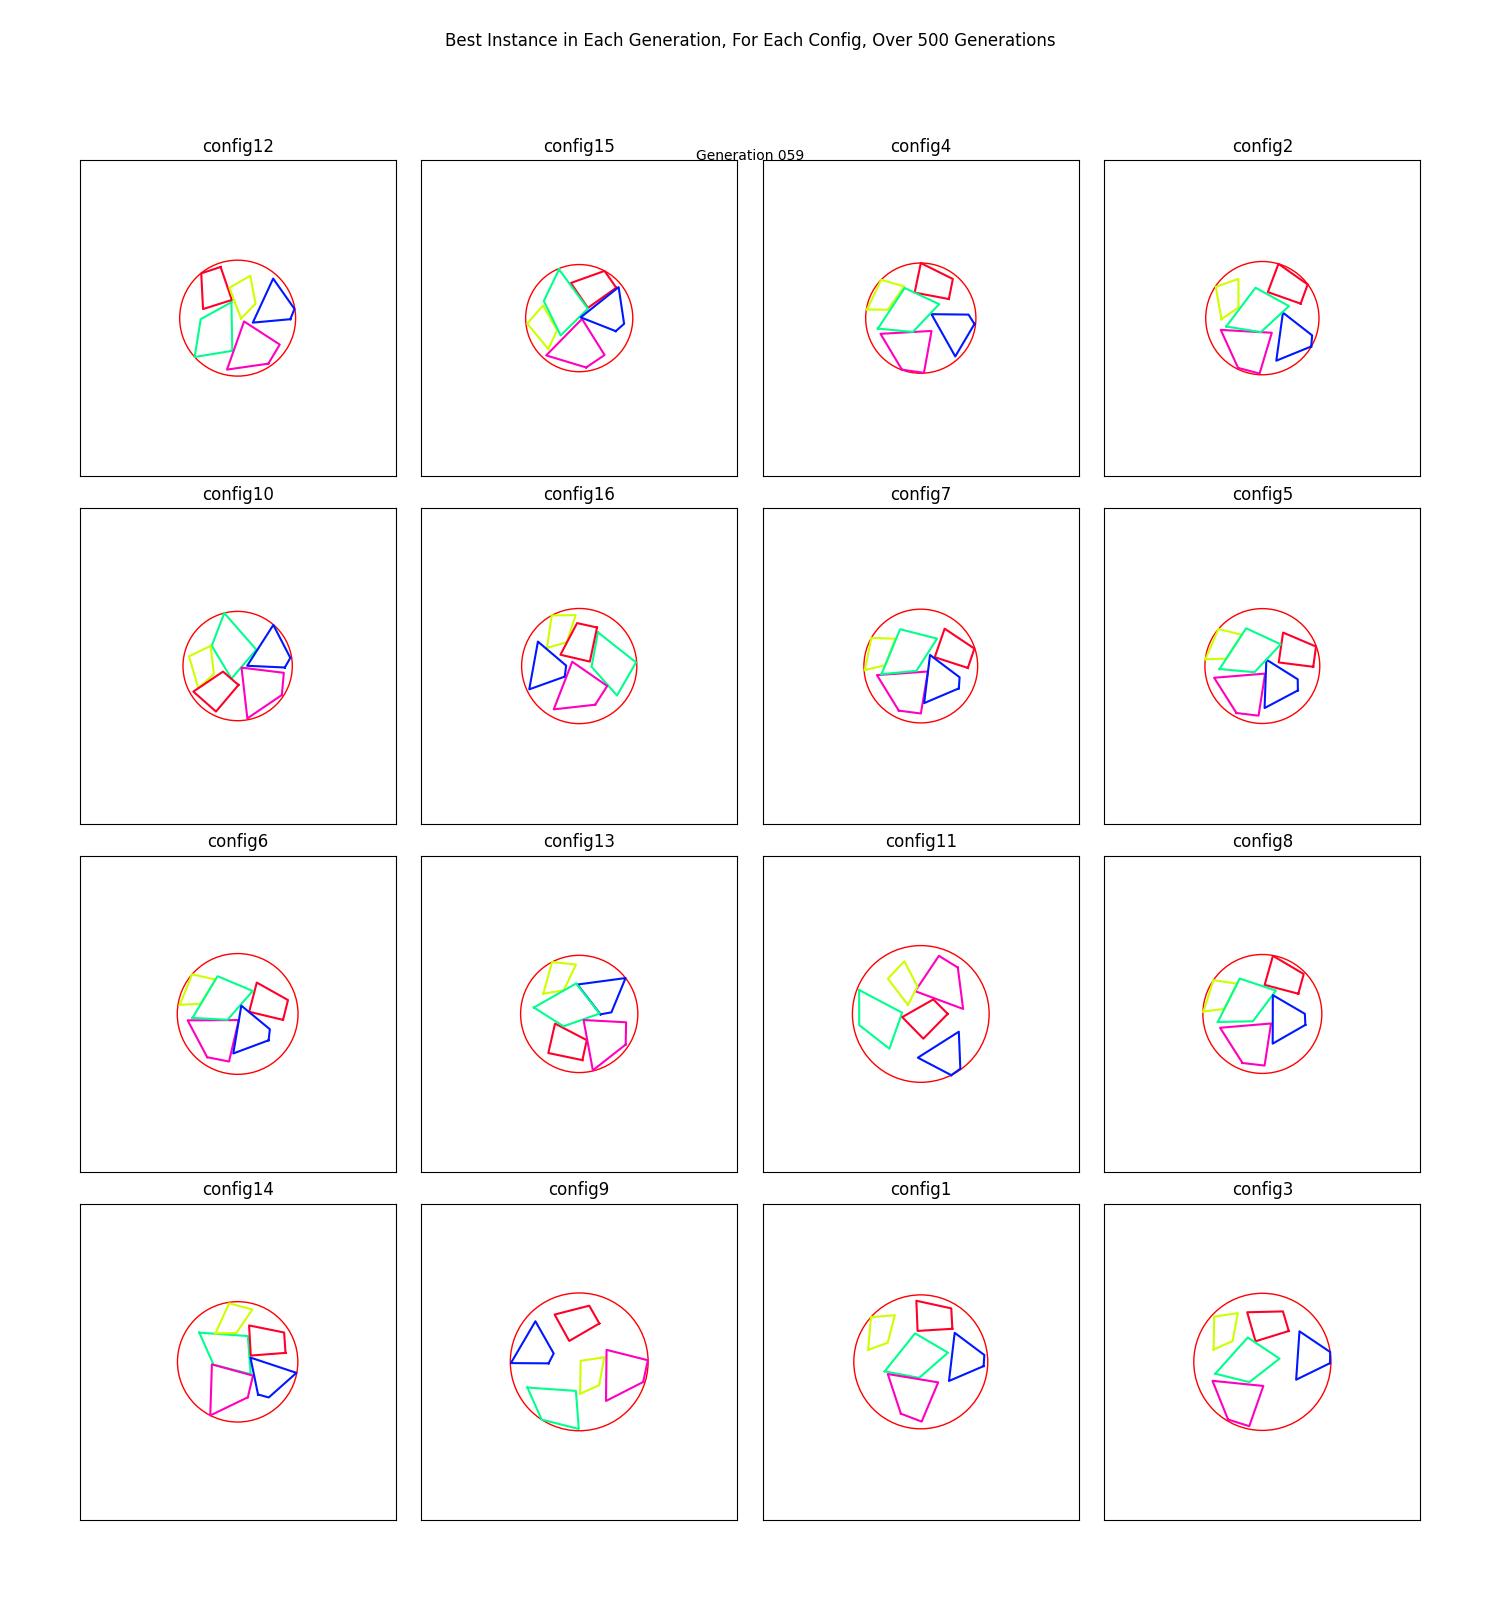 Best Instance in Each Generation, For Each Config, Over 500 Generations
Generation 059
config12
config15
config4
config2
config10
config16
config7
config5
config6
config13
config11
config8
config14
config9
config1
config3